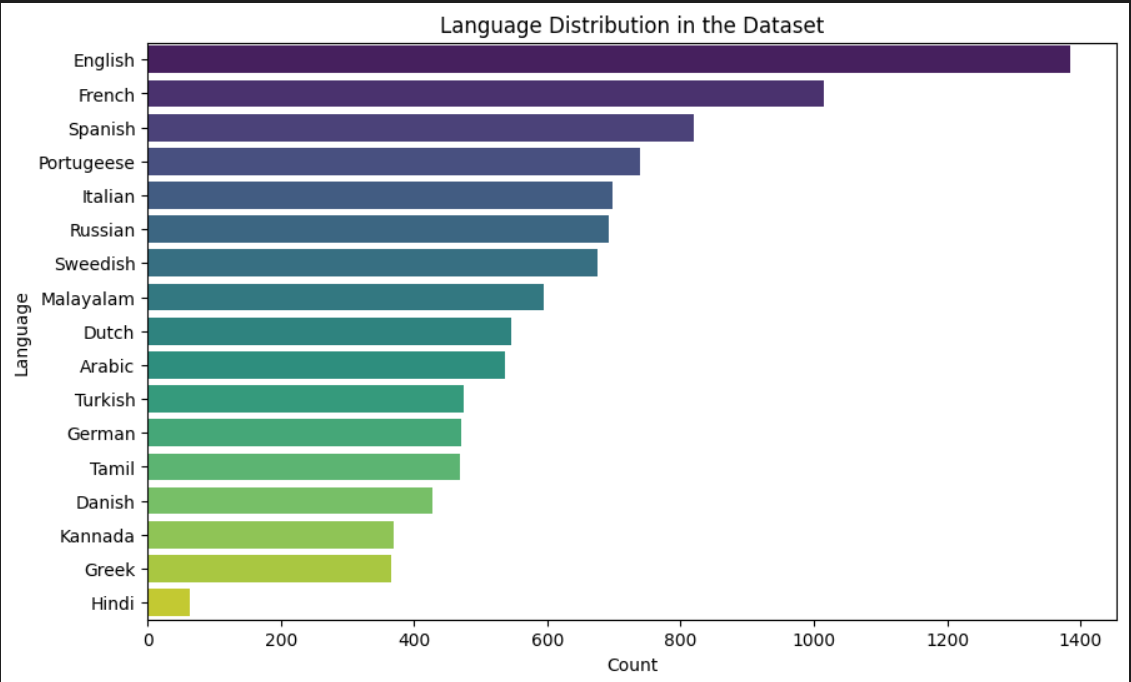 Language Distribution in the Dataset
English
French
Spanish
Portugeese
Italian
Russian
Sweedish
Malayalam
Dutch
Arabic
Turkish
German
Tamil
Danish
Kannada
Greek
Hindi
Language
0 200 400 600 800 1000 1200 1400
Count